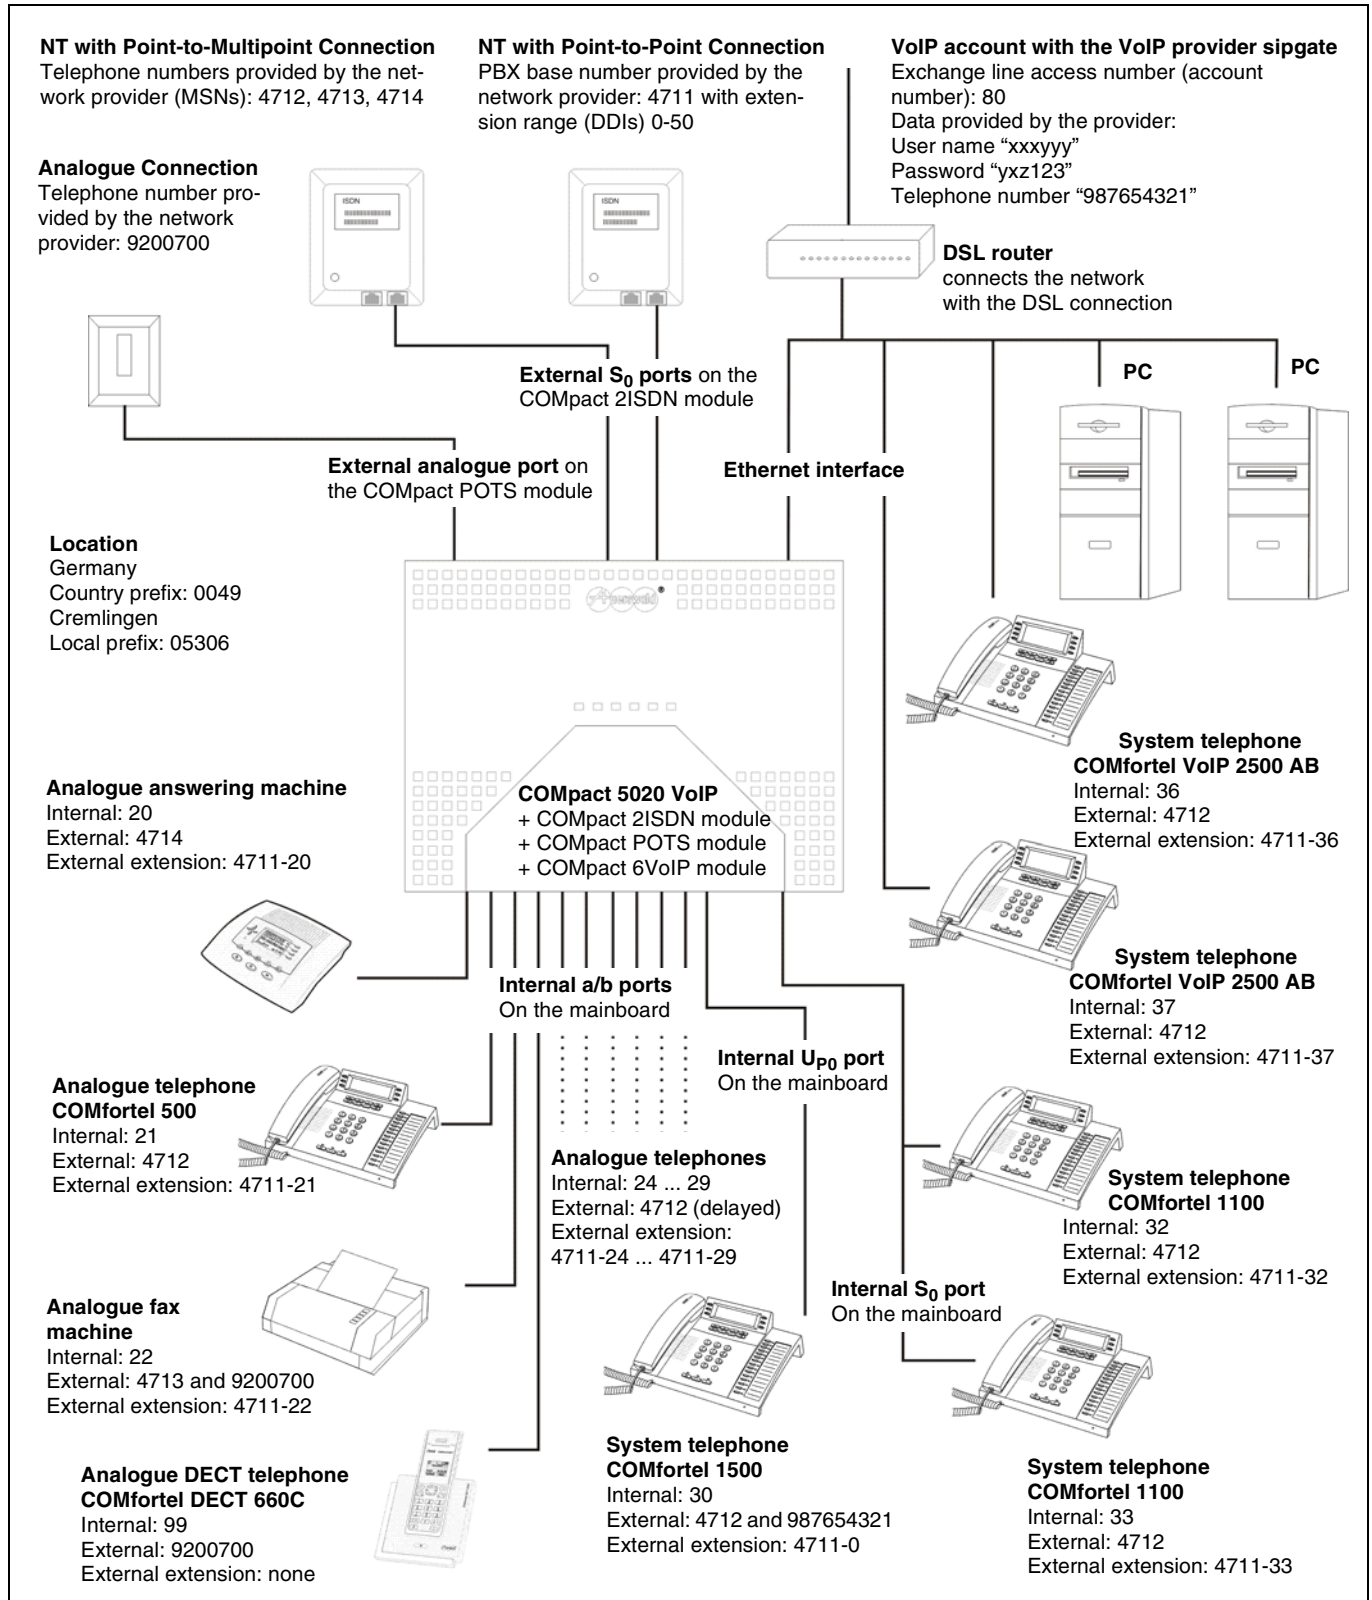 NT with Point-to-Multipoint Connection
Telephone numbers provided by the net-
work provider (MSNs): 4712, 4713, 4714
NT with Point-to-Point Connection
PBX base number provided by the
network provider: 4711 with exten-
sion range (DDIs) 0-50
VoIP account with the VoIP provider sipgate
Exchange line access number (account
number): 80
Data provided by the provider:
User name “xxxyyy”
Password “yxz123”
Telephone number “987654321”
Analogue Connection
Telephone number pro-
vided by the network
provider: 9200700
ISDN
ISDN
DSL router
connects the network
with the DSL connection
External S0 ports on the
COMpact 2ISDN module
PC
PC
External analogue port on
the COMpact POTS module
Ethernet interface
Location
Germany
Country prefix: 0049
Cremlingen
Local prefix: 05306
System telephone
COMfortel VoIP 2500 AB
Internal: 36
External: 4712
External extension: 4711-36
Analogue answering machine
Internal: 20
External: 4714
External extension: 4711-20
COMpact 5020 VoIP
+ COMpact 2ISDN module
+ COMpact POTS module
+ COMpact 6VoIP module
System telephone
COMfortel VoIP 2500 AB
Internal: 37
External: 4712
External extension: 4711-37
Internal a/b ports
On the mainboard
Internal UP0 port
On the mainboard
Analogue telephone
COMfortel 500
Internal: 21
External: 4712
External extension: 4711-21
Analogue telephones
Internal: 24 ... 29
External: 4712 (delayed)
External extension:
4711-24 ... 4711-29
System telephone
COMfortel 1100
Internal: 32
External: 4712
External extension: 4711-32
Internal S0 port
On the mainboard
Analogue fax
machine
Internal: 22
External: 4713 and 9200700
External extension: 4711-22
Analogue DECT telephone
COMfortel DECT 660C
Internal: 99
External: 9200700
External extension: none
System telephone
COMfortel 1500
Internal: 30
External: 4712 and 987654321
External extension: 4711-0
System telephone
COMfortel 1100
Internal: 33
External: 4712
External extension: 4711-33